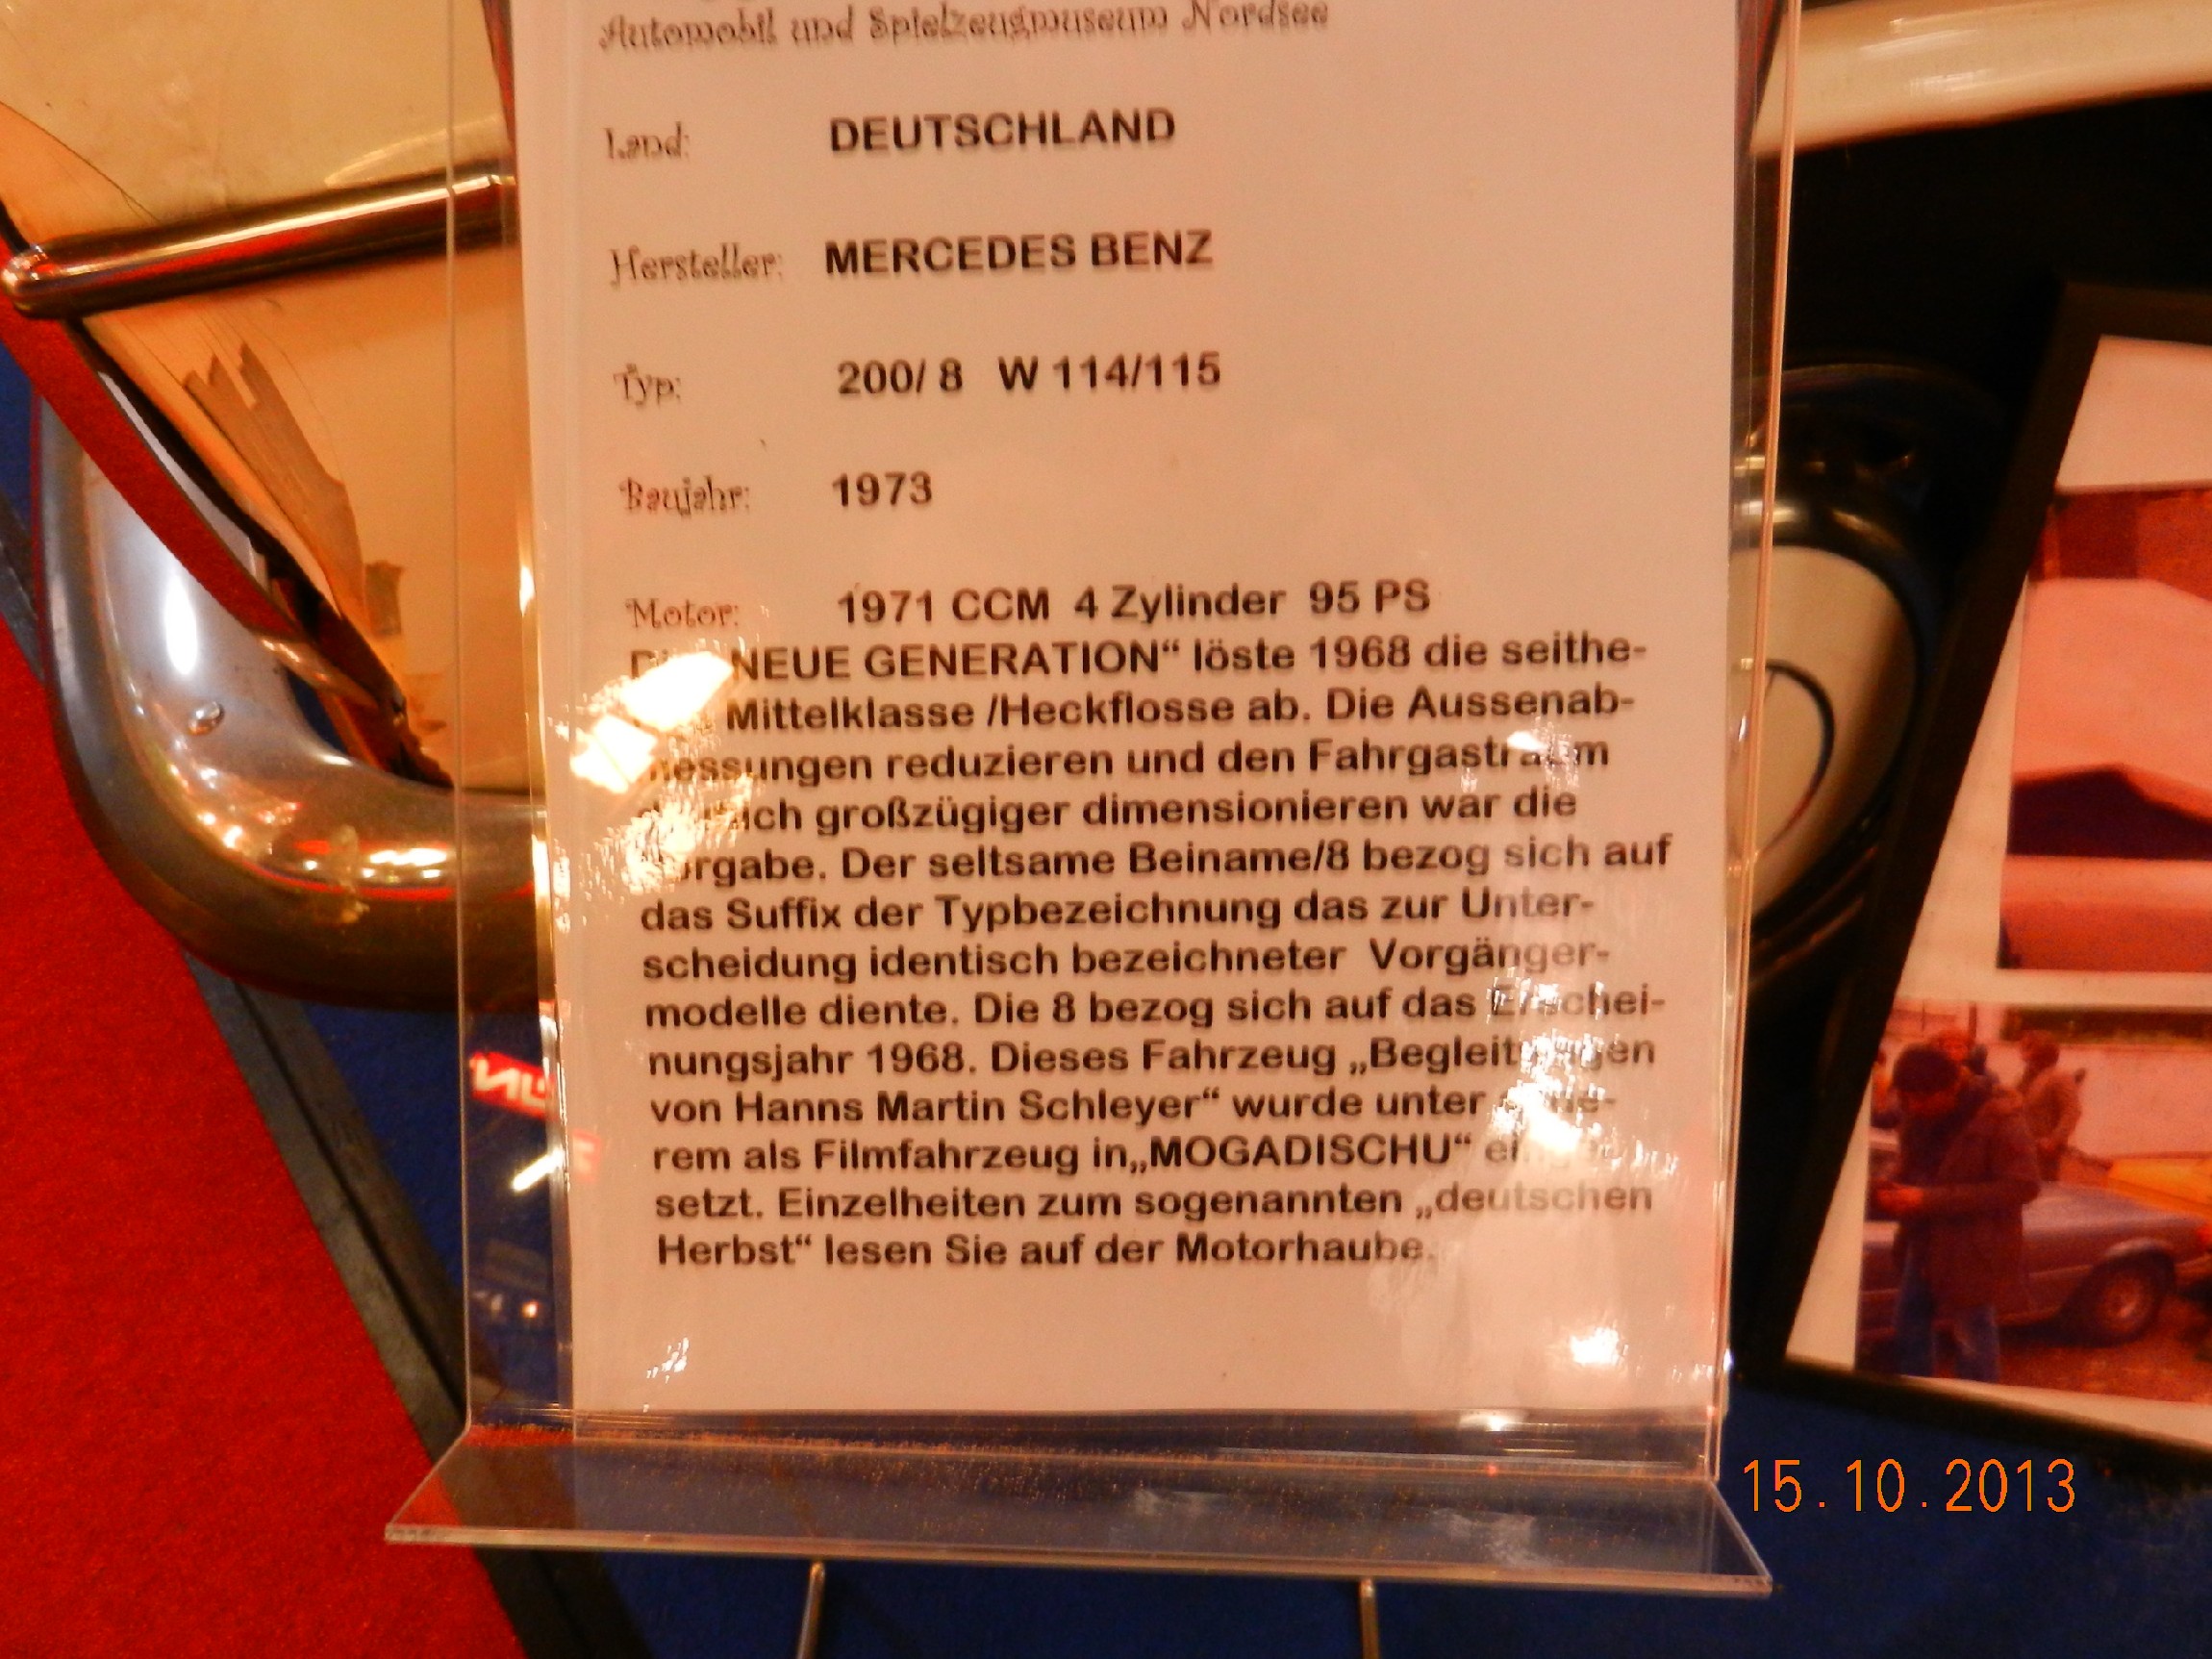 Automobil und Spielzeugmuseum Nordsee
Land: DEUTSCHLAND
Hersteller: MERCEDES BENZ
Typ: 200/ 8 W 114/115
Baujahr: 1973
Motor: 1971 CCM 4 Zylinder 95 PS
NEUE GENERATION“ löste 1968 die seithe-
Mittelklasse /Heckflosse ab. Die Aussenab-
messungen reduzieren und den Fahrgastraum
großzügiger dimensionieren war die
Vorgabe. Der seltsame Beiname/8 bezog sich auf
das Suffix der Typbezeichnung das zur Unter-
scheidung identisch bezeichneter Vorgänger-
modelle diente. Die 8 bezog sich auf das Erschei-
nungsjahr 1968. Dieses Fahrzeug „Begleitwagen
von Hanns Martin Schleyer“ wurde unter
rem als Filmfahrzeug in„MOGADISCHU“
setzt. Einzelheiten zum sogenannten „deutschen
Herbst“ lesen Sie auf der Motorhaube.
15.10.2013